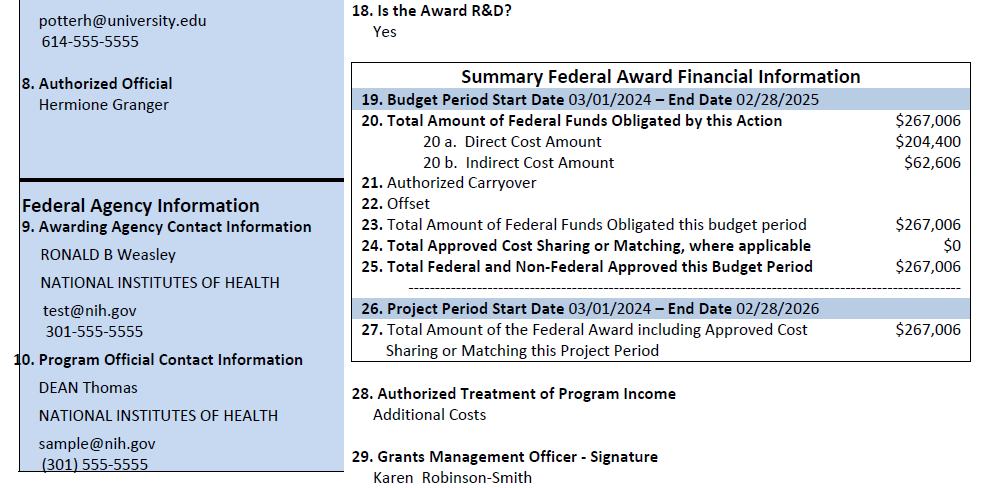 potterh@university.edu
614-555-5555
8. Authorized Official
Hermione Granger
Federal Agency Information
9. Awarding Agency Contact Information
RONALD B Weasley
NATIONAL INSTITUTES OF HEALTH
test@nih.gov
301-555-5555
10. Program Official Contact Information
DEAN Thomas
NATIONAL INSTITUTES OF HEALTH
sample@nih.gov
(301) 555-5555
18. Is the Award R&D?
Yes
Summary Federal Award Financial Information
19. Budget Period Start Date 03/01/2024 – End Date 02/28/2025
20. Total Amount of Federal Funds Obligated by this Action $267,006
20 a. Direct Cost Amount $204,400
20 b. Indirect Cost Amount $62,606
21. Authorized Carryover
22. Offset
23. Total Amount of Federal Funds Obligated this budget period $267,006
24. Total Approved Cost Sharing or Matching, where applicable $0
25. Total Federal and Non-Federal Approved this Budget Period $267,006
26. Project Period Start Date 03/01/2024 – End Date 02/28/2026
27. Total Amount of the Federal Award including Approved Cost $267,006
Sharing or Matching this Project Period
28. Authorized Treatment of Program Income
Additional Costs
29. Grants Management Officer - Signature
Karen Robinson-Smith